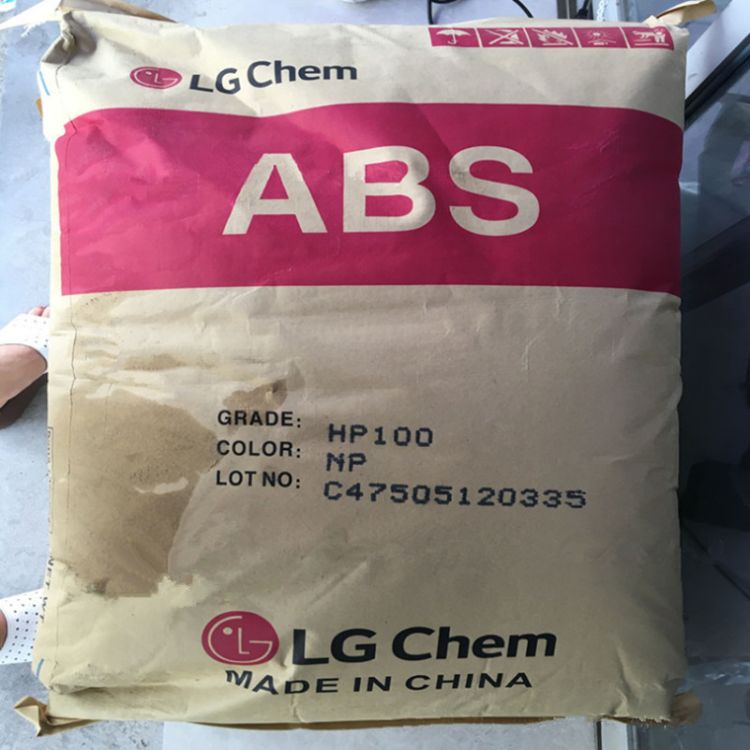 LG Chem
ABS
GRADE: HP100
COLOR: NP
LOT NO: C47505120335
LG Chem
MADE IN CHINA